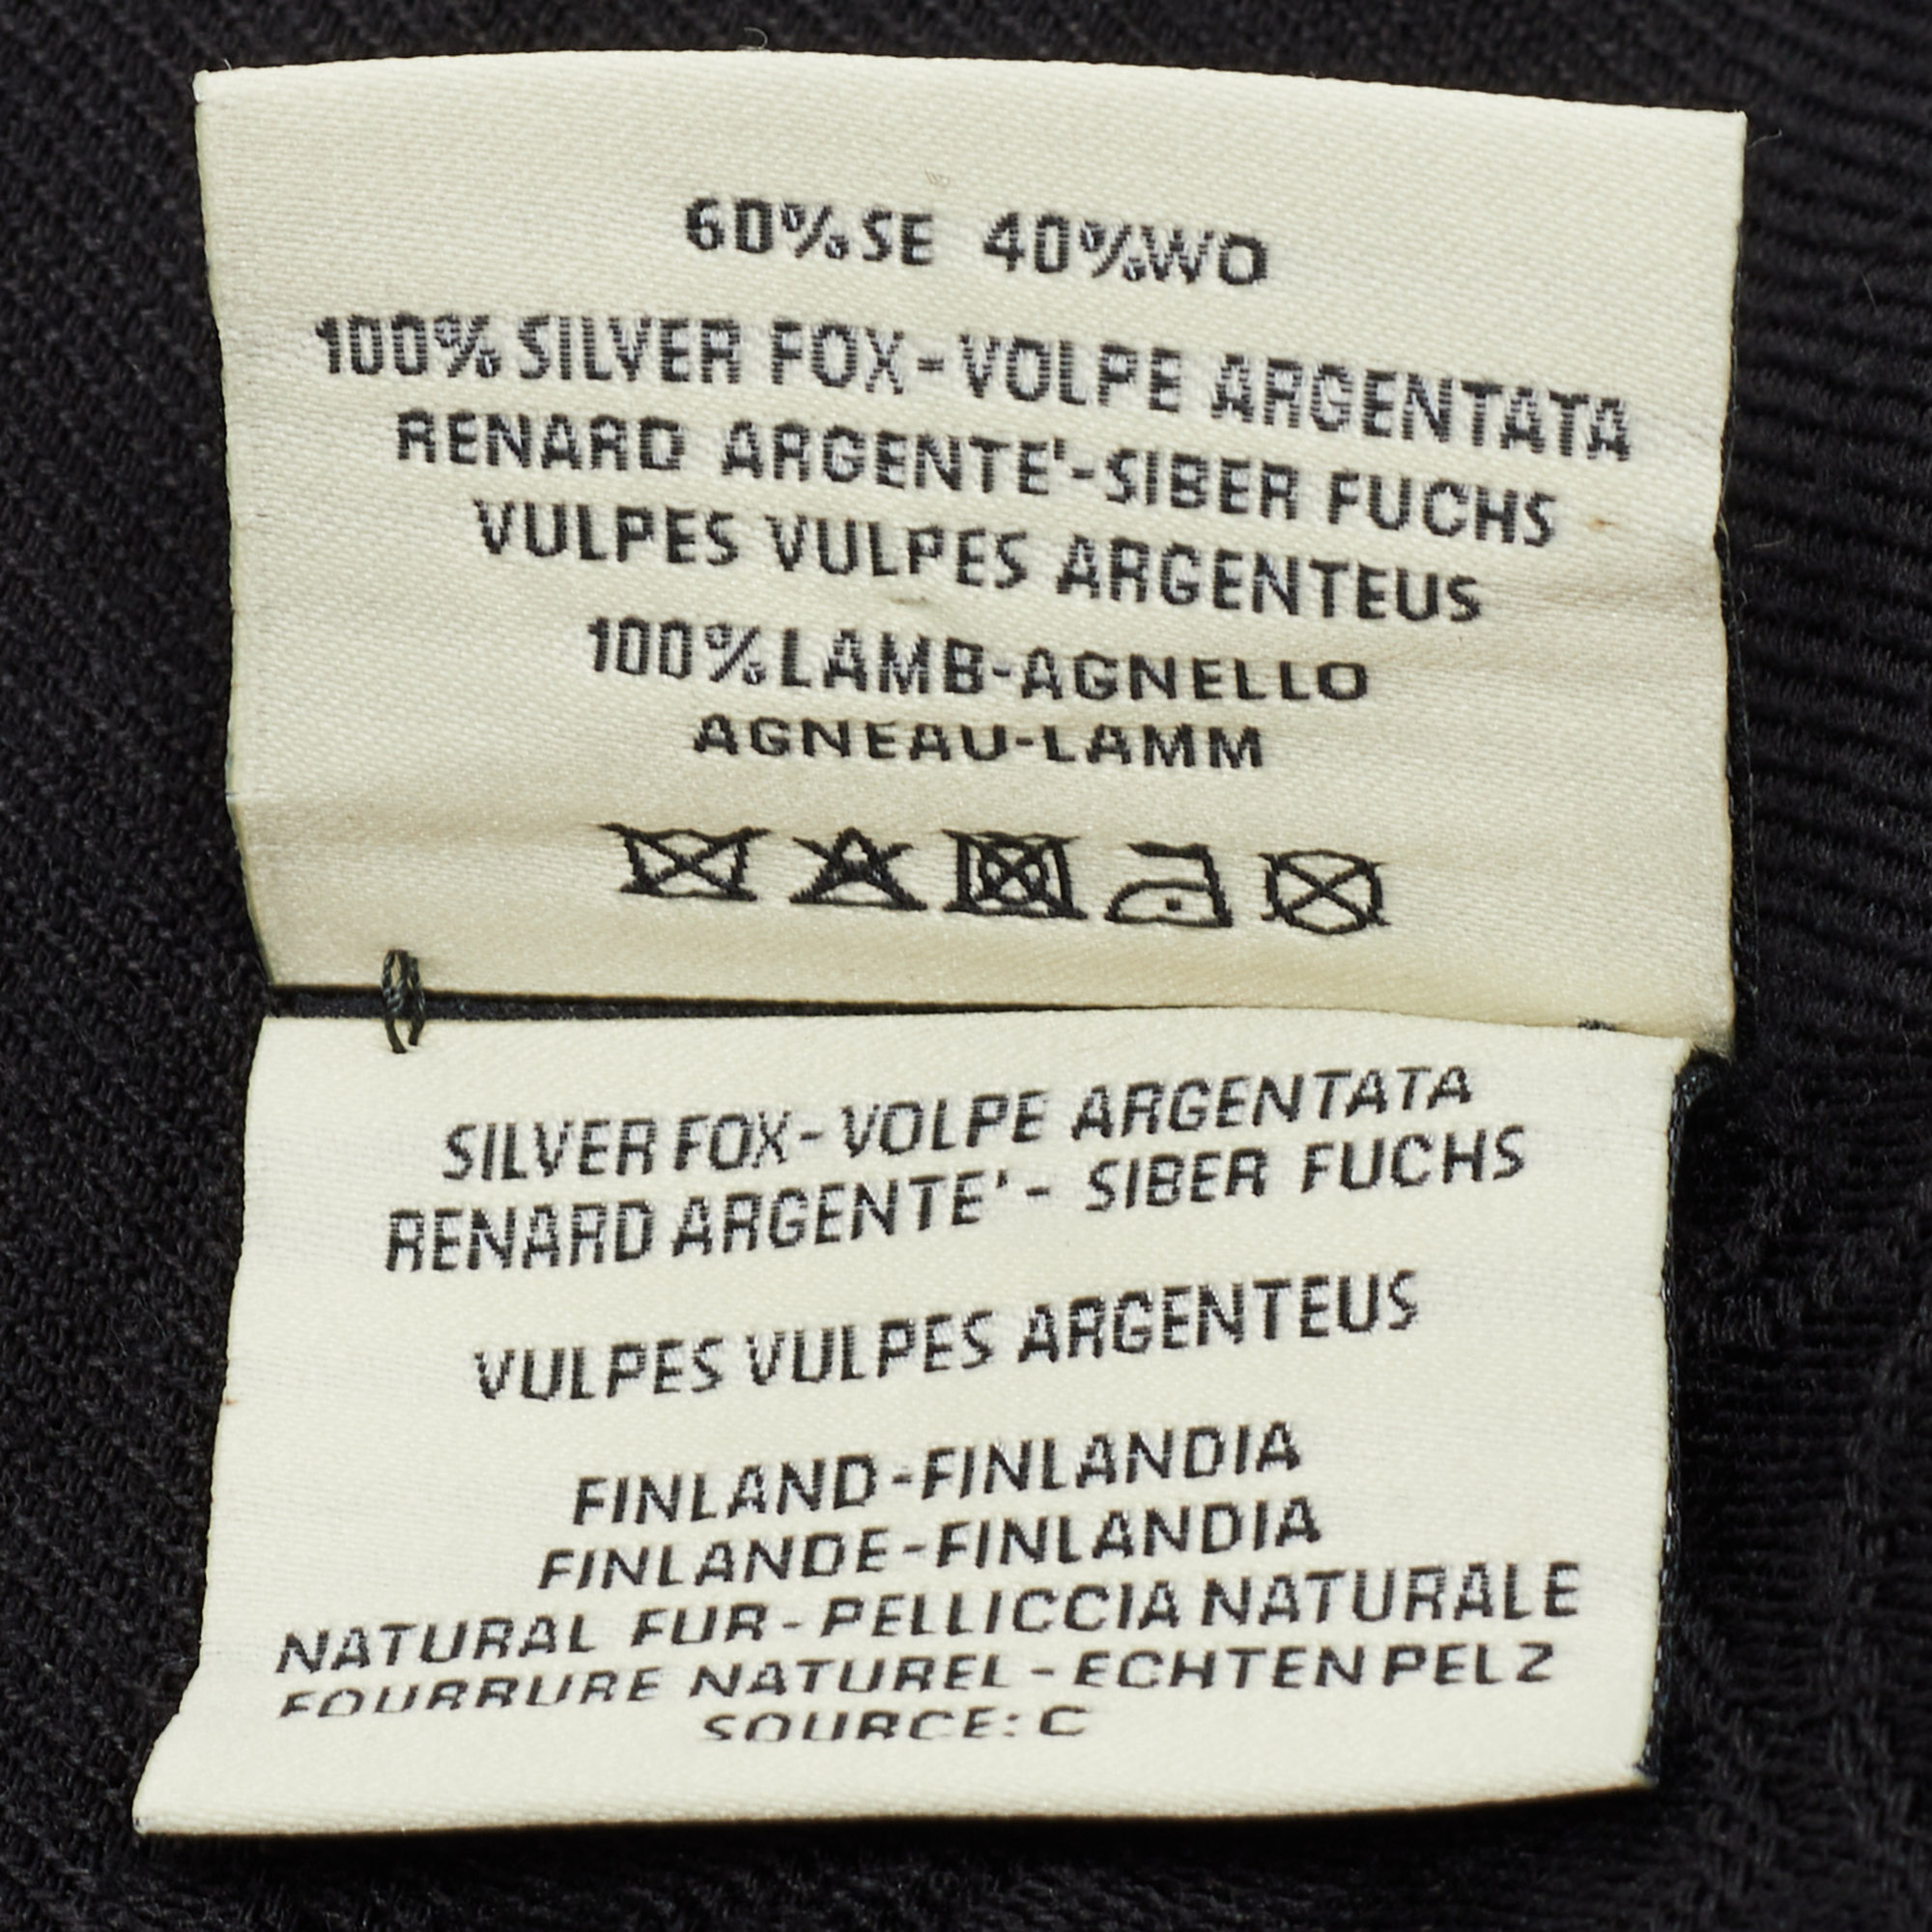 60%SE 40%WO
100% SILVER FOX-VOLPE ARGENTATA
RENARD ARGENTE'-SIBER FUCHS
VULPES VULPES ARGENTEUS
100%LAMB-AGNELLO
AGNEAU-LAMM
SILVER FOX-VOLPE ARGENTATA
RENARD ARGENTE'- SIBER FUCHS
VULPES VULPES ARGENTEUS
FINLAND-FINLANDIA
FINLANDE-FINLANDIA
NATURAL FUR-PELLICCIA NATURALE
FOURRURE NATUREL-ECHTEN PELZ
SOURCE: C